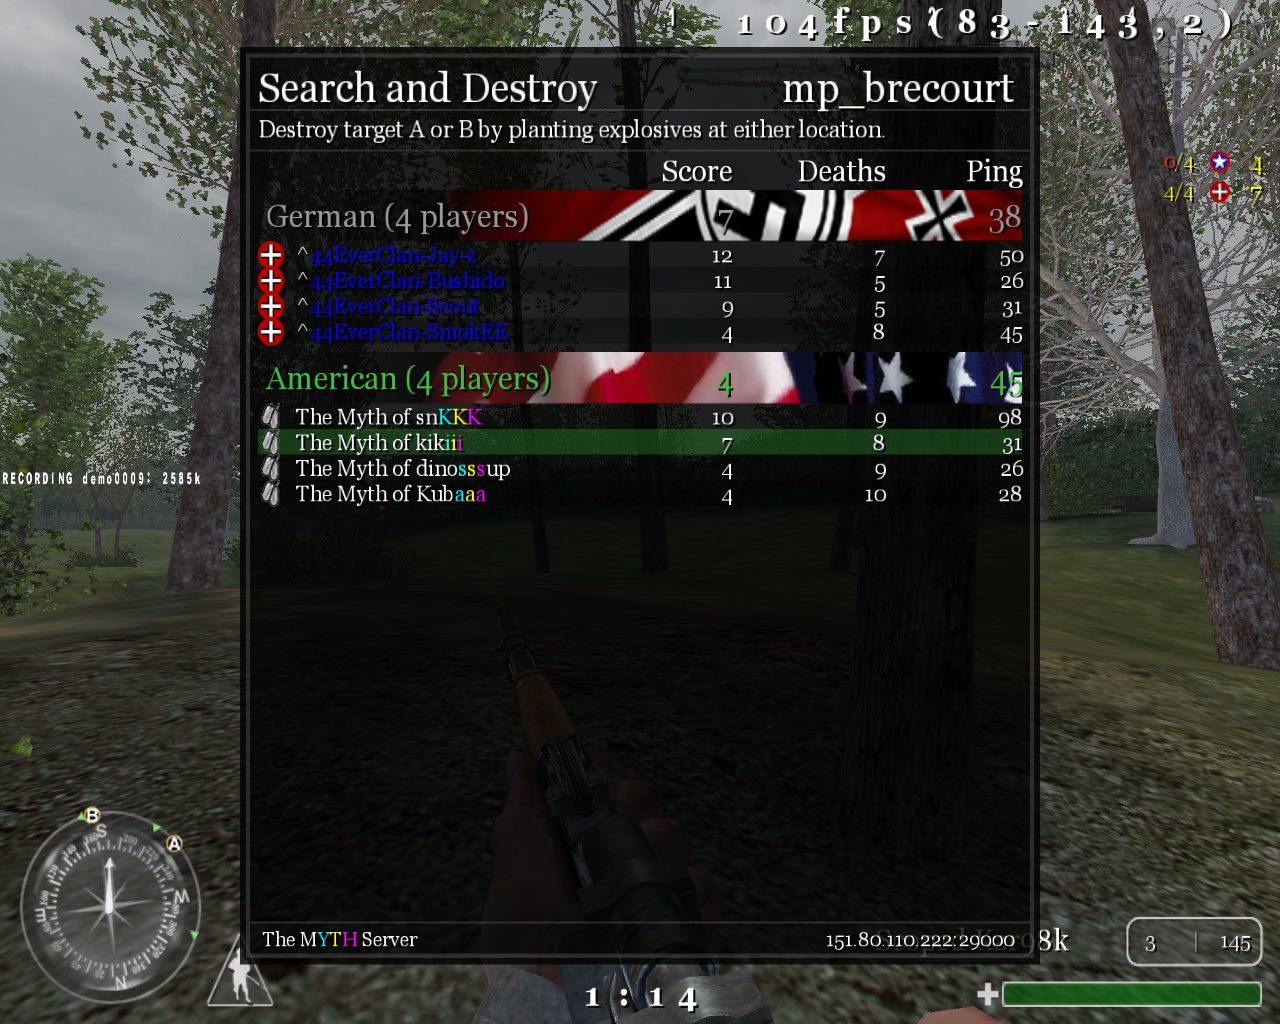 104fps(83-143,2)
Search and Destroy mp_brecourt
Destroy target A or B by planting explosives at either location.
Score Deaths Ping
0/4 4
4/4 7
German (4 players) 7 38
^44EverClan-Jay-z 12 7 50
^44EverClan-Bushido 11 5 26
^44EverClan-Scout 9 5 31
^44EverClan-SmokEE 4 8 45
American (4 players) 4 45
The Myth of snKKK 10 9 98
The Myth of kikiii 7 8 31
The Myth of dinosssup 4 9 26
The Myth of Kubaaa 4 10 28
RECORDING demo0009: 2585k
B
A
S
W
E
N
The MYTH Server 151.80.110.222:29000
8k
3 | 145
1:14